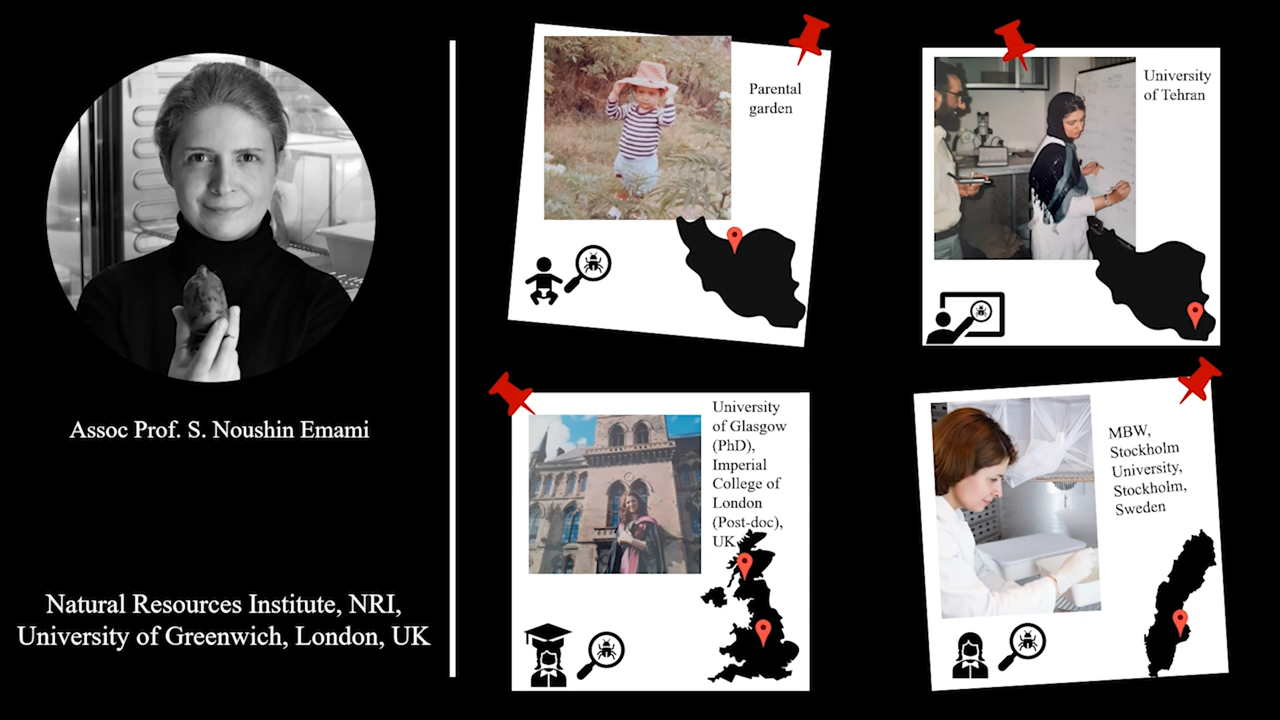 Assoc Prof. S. Noushin Emami
Natural Resources Institute, NRI,
University of Greenwich, London, UK
Parental
garden
University
of Tehran
University
of Glasgow
(PhD),
Imperial
College of
London
(Post-doc),
UK
MBW,
Stockholm
University,
Stockholm,
Sweden